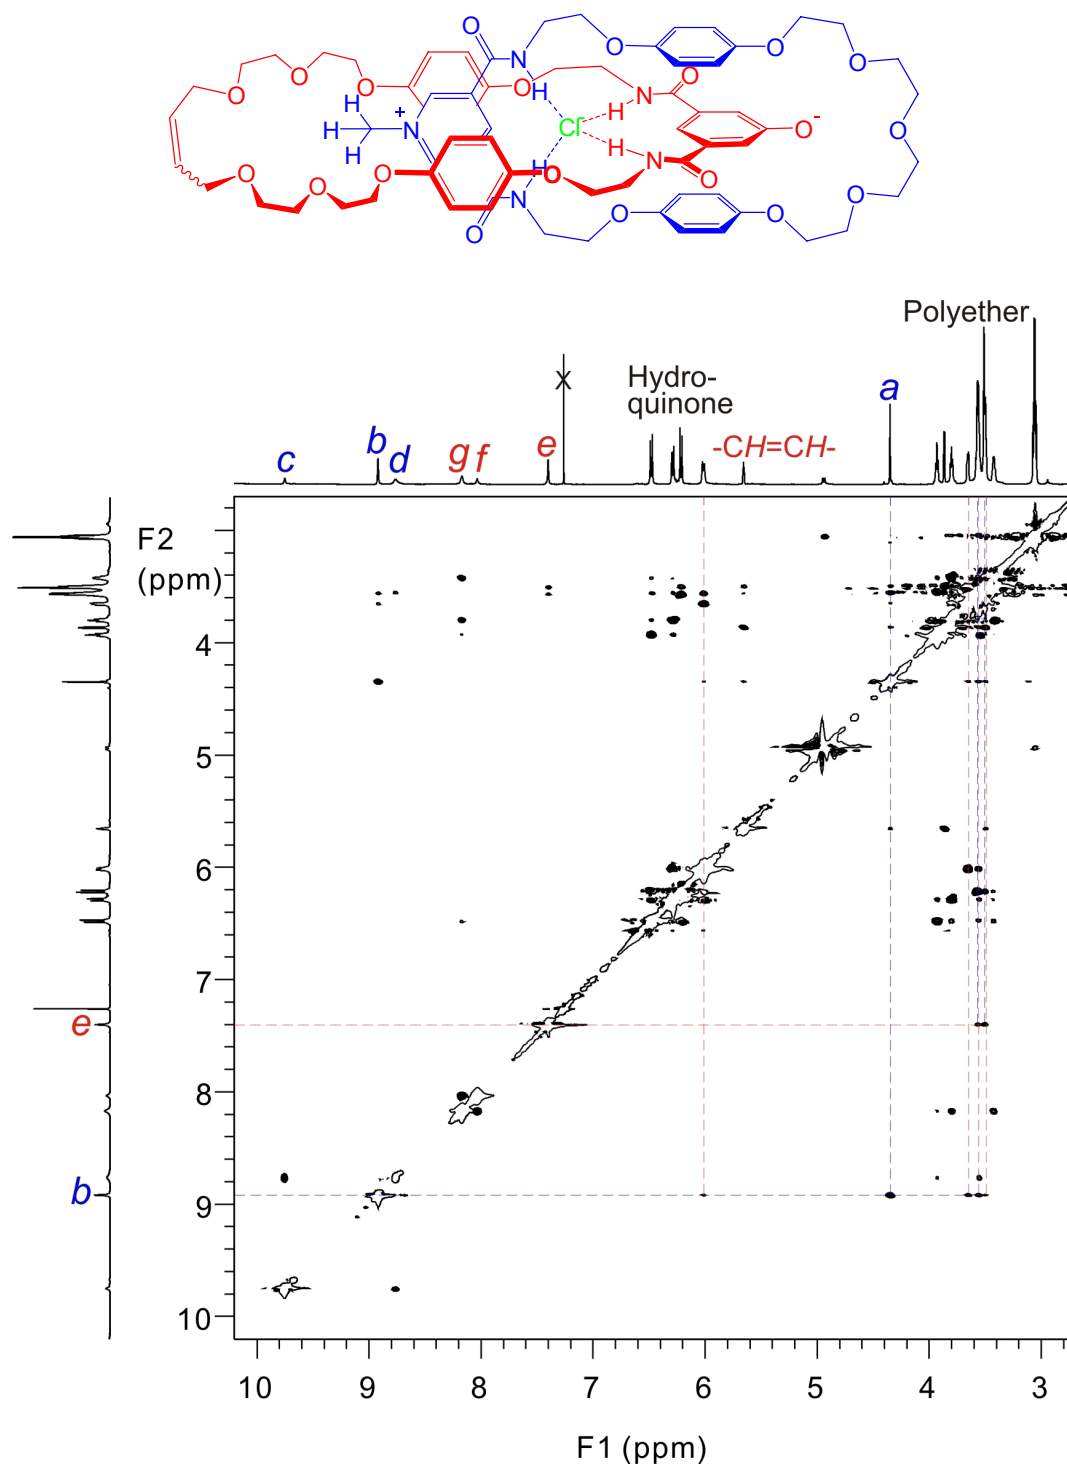 O O
N O O O
O O O O N H H N O
H H C H + N Cl⁻ O⁻ O
H H N O
O O O O N O O O
O
Polyether
Hydro-
quinone
a
b
e
-CH=CH-
c d g f
X
F2
(ppm)
4
5
6
7
e
8
b
9
10
10 9 8 7 6 5 4 3
F1 (ppm)